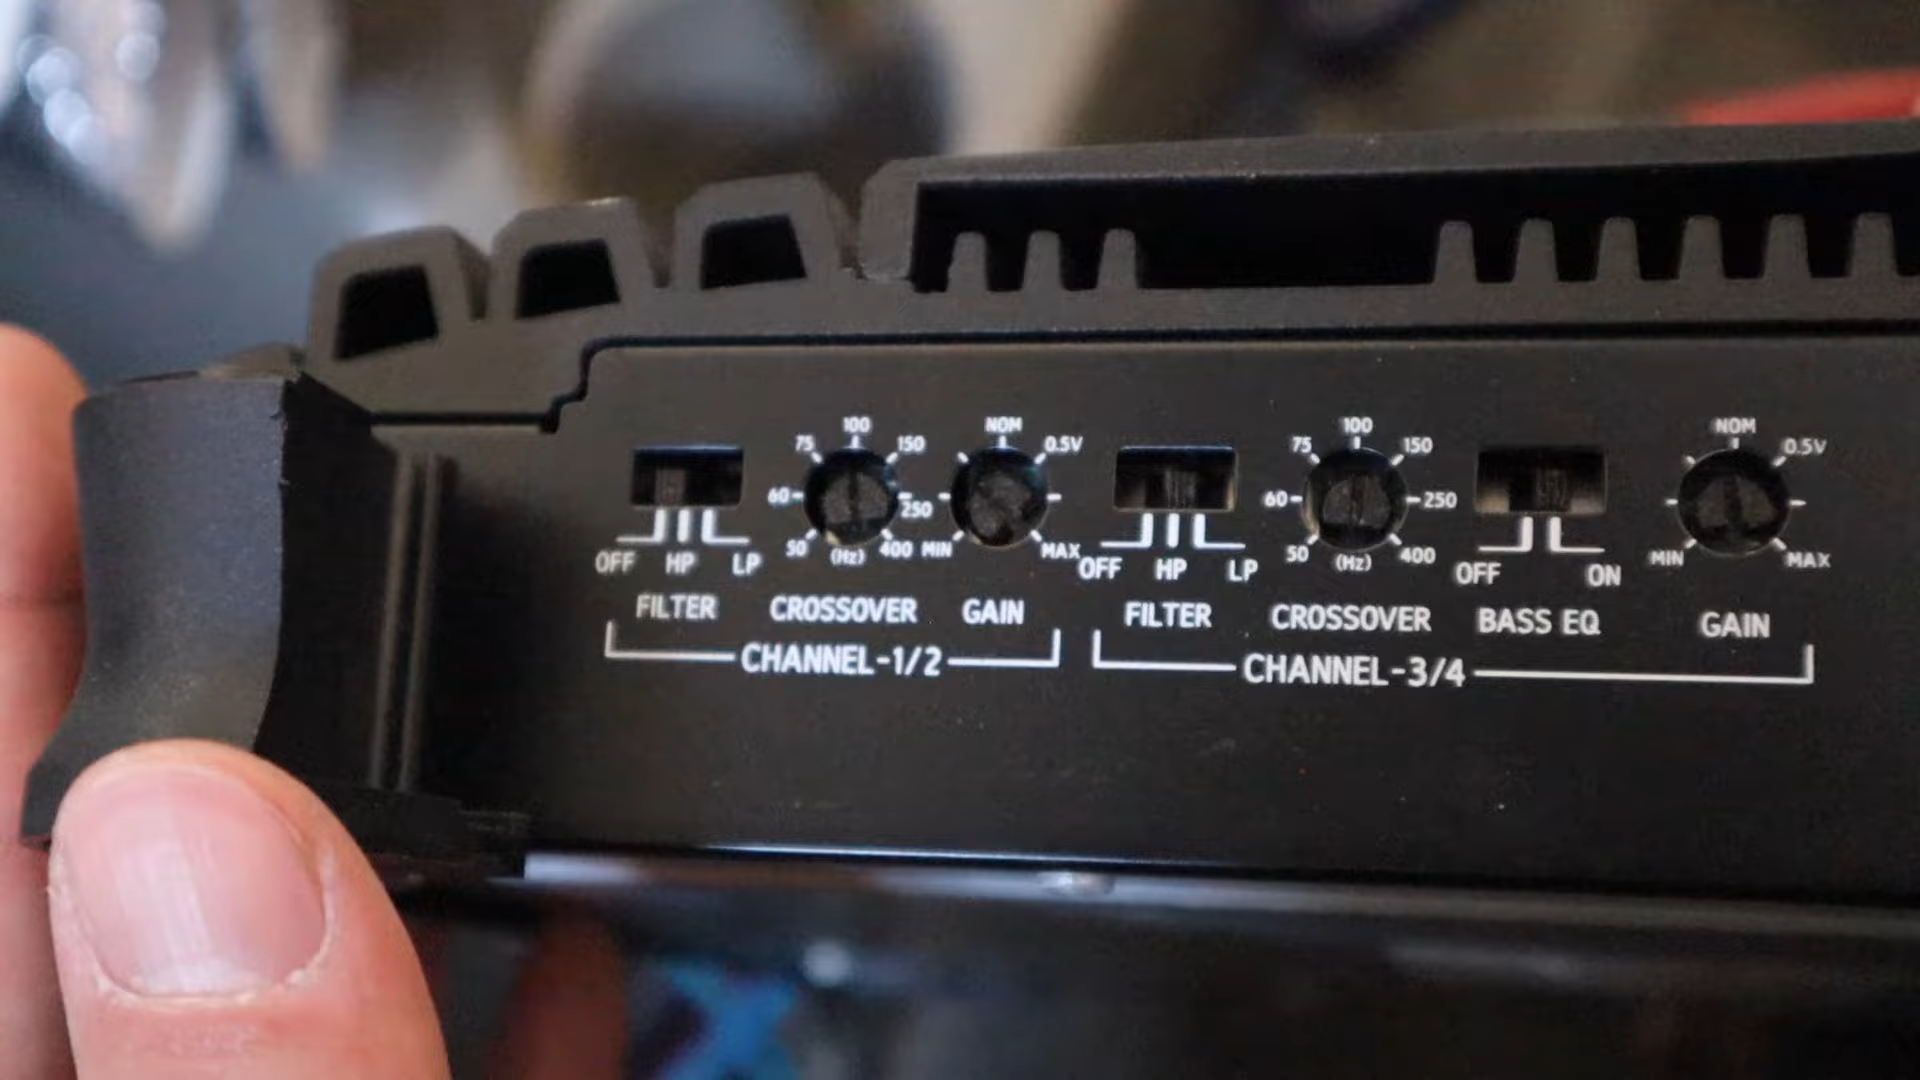 100 NOM 100 NOM
75 150 0.5V 75 150 0.5V
60 250 60 250
50 (Hz) 400 MIN MAX 50 (Hz) 400 MIN MAX
OFF HP LP OFF HP LP OFF ON
FILTER CROSSOVER GAIN FILTER CROSSOVER BASS EQ GAIN
CHANNEL-1/2 CHANNEL-3/4